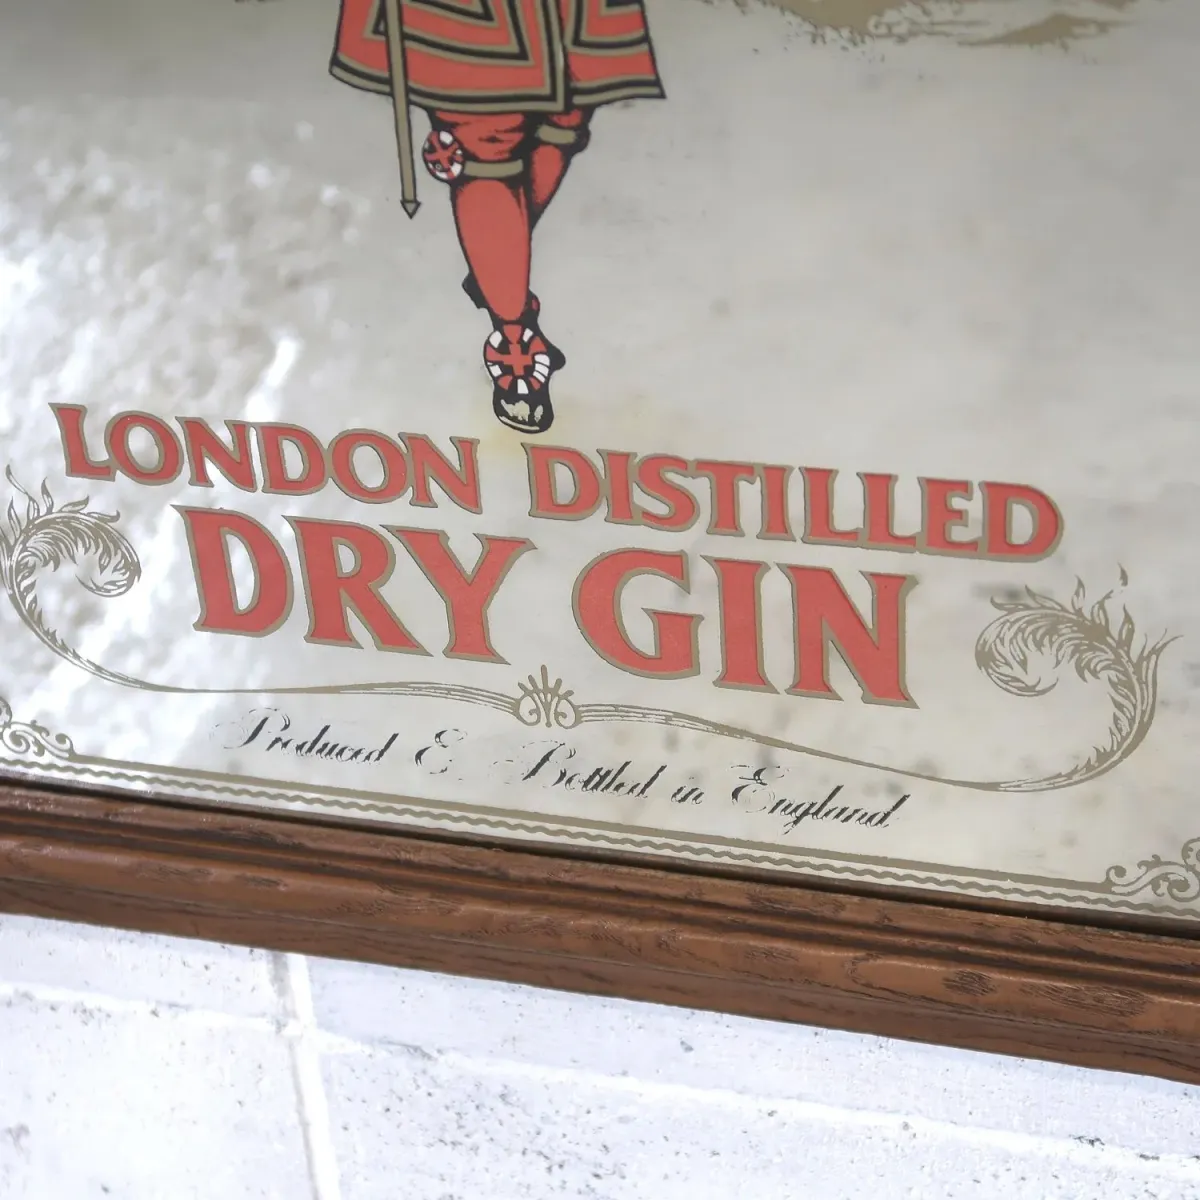 LONDON DISTILLED
DRY GIN
Produced & Bottled in England